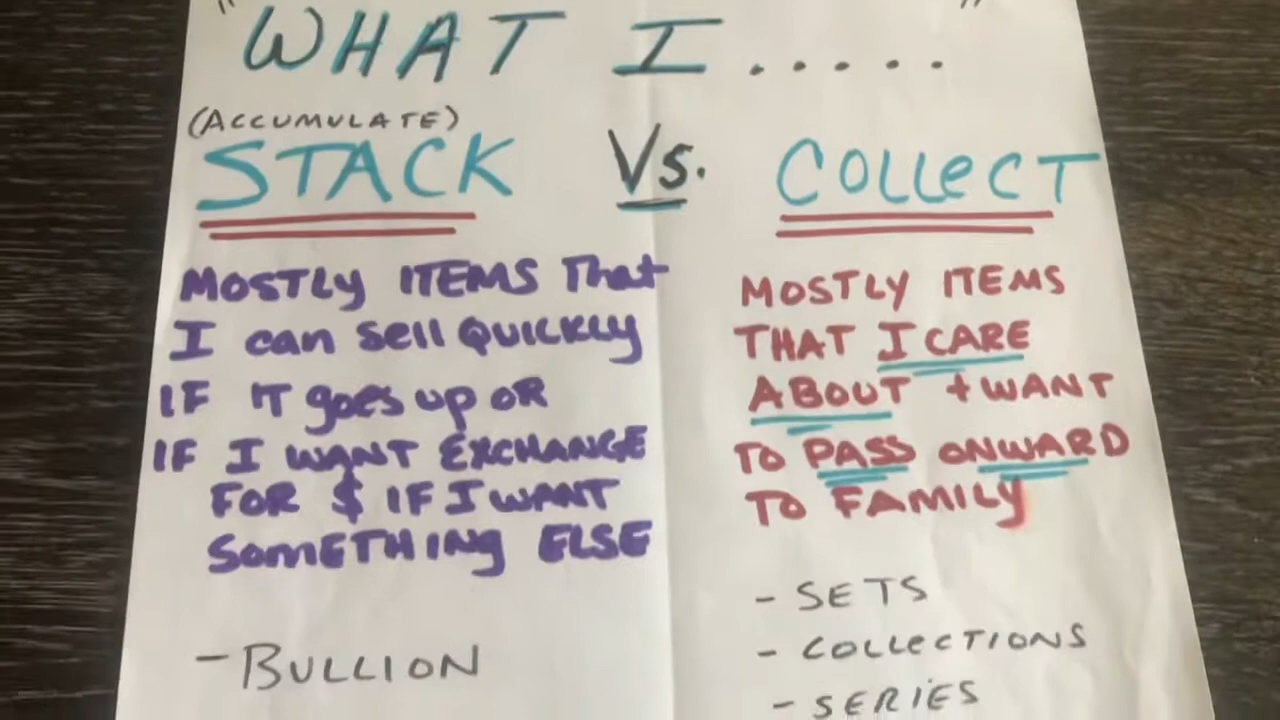 "WHAT I....."
(ACCUMULATE)
STACK Vs. COLLECT
MOSTLY ITEMS That
I can sell QUICKLY
IF IT goes up OR
IF I WANT EXCHANGE
FOR $ IF I WANT
SOMETHING ELSE
- BULLION
MOSTLY ITEMS
THAT I CARE
ABOUT + WANT
TO PASS ONWARD
TO FAMILY
- SETS
- COLLECTIONS
- SERIES